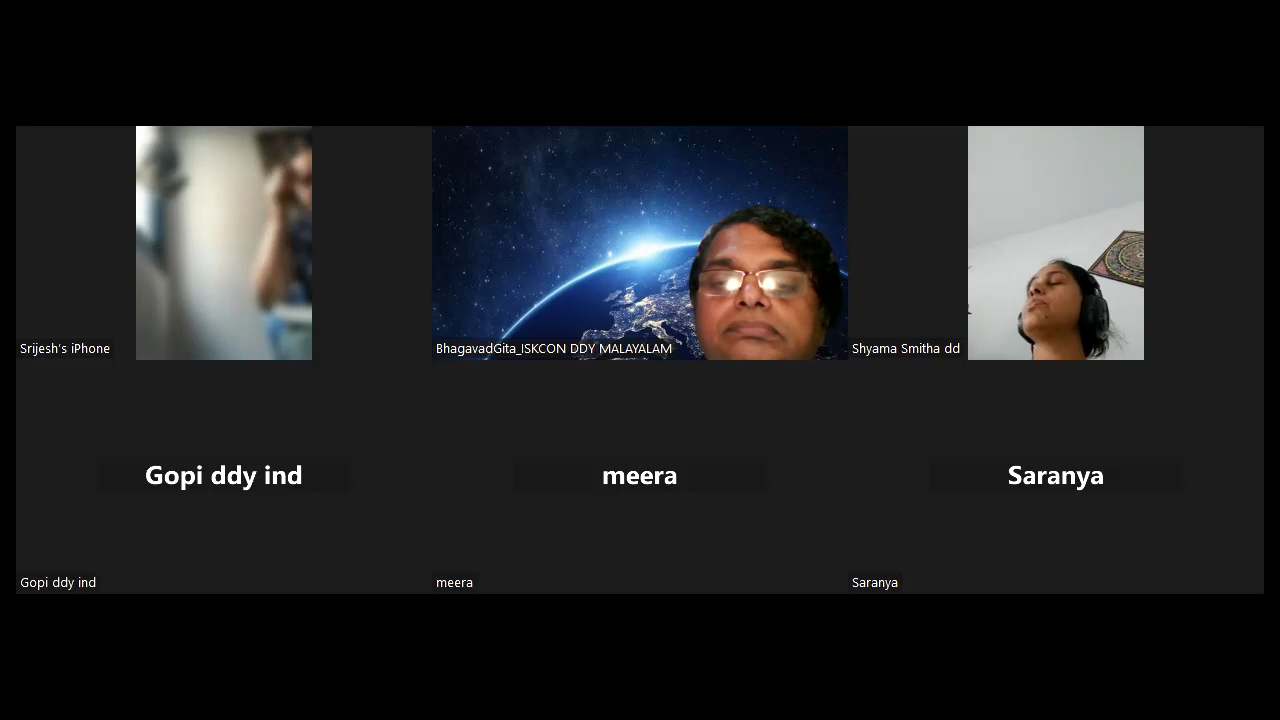 Srijesh's iPhone
BhagavadGita_ISKCON DDY MALAYALAM
Shyama Smitha dd
Gopi ddy ind
meera
Saranya
Gopi ddy ind
meera
Saranya